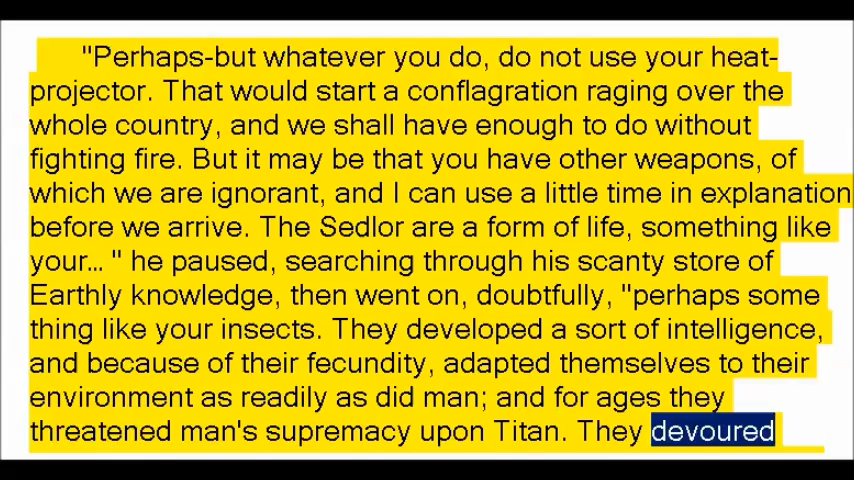 "Perhaps-but whatever you do, do not use your heat-
projector. That would start a conflagration raging over the
whole country, and we shall have enough to do without
fighting fire. But it may be that you have other weapons, of
which we are ignorant, and I can use a little time in explanation
before we arrive. The Sedlor are a form of life, something like
your... " he paused, searching through his scanty store of
Earthly knowledge, then went on, doubtfully, "perhaps some
thing like your insects. They developed a sort of intelligence,
and because of their fecundity, adapted themselves to their
environment as readily as did man; and for ages they
threatened man's supremacy upon Titan. They devoured